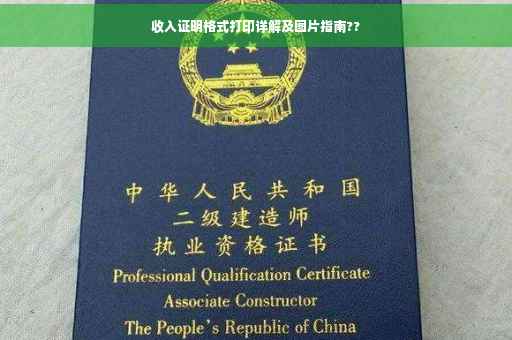 收入证明格式打印详解及图片指南??
中华人民共和国
二级建造师
执业资格证书
Professional Qualification Certificate
Associate Constructor
The People's Republic of China